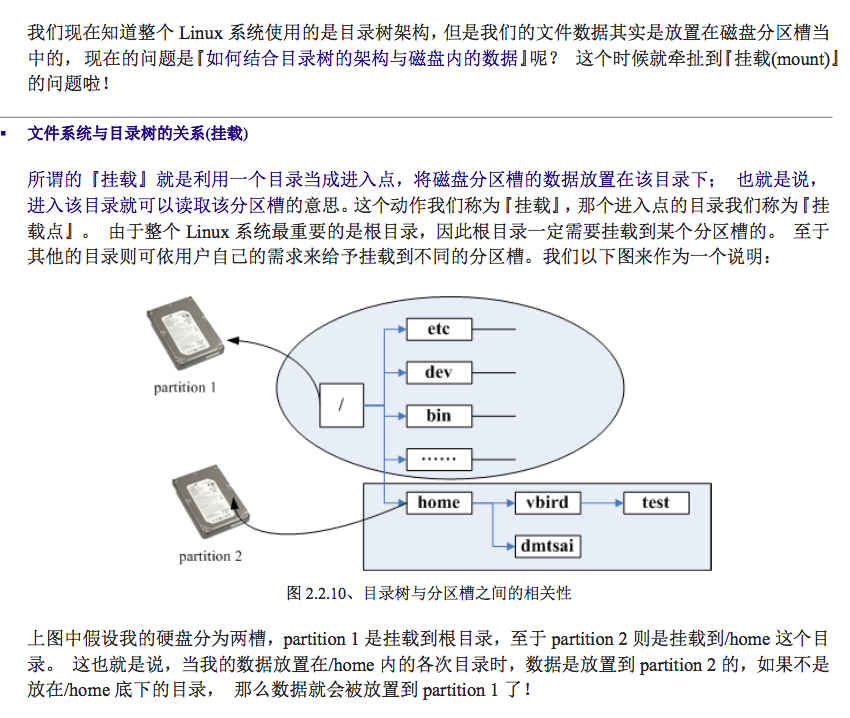 我们现在知道整个 Linux 系统使用的是目录树架构，但是我们的文件数据其实是放置在磁盘分区槽当
中的，现在的问题是『如何结合目录树的架构与磁盘内的数据』呢？ 这个时候就牵扯到『挂载(mount)』
的问题啦！
▪ 文件系统与目录树的关系(挂载)
所谓的『挂载』就是利用一个目录当成进入点，将磁盘分区槽的数据放置在该目录下； 也就是说，
进入该目录就可以读取该分区槽的意思。这个动作我们称为『挂载』，那个进入点的目录我们称为『挂
载点』。 由于整个 Linux 系统最重要的是根目录，因此根目录一定需要挂载到某个分区槽的。 至于
其他的目录则可依用户自己的需求来给予挂载到不同的分区槽。我们以下图来作为一个说明：
etc
dev
partition 1
/
bin
······
home
vbird
test
dmtsai
partition 2
图 2.2.10、目录树与分区槽之间的相关性
上图中假设我的硬盘分为两槽，partition 1 是挂载到根目录，至于 partition 2 则是挂载到/home 这个目
录。 这也就是说，当我的数据放置在/home 内的各次目录时，数据是放置到 partition 2 的，如果不是
放在/home 底下的目录， 那么数据就会被放置到 partition 1 了！